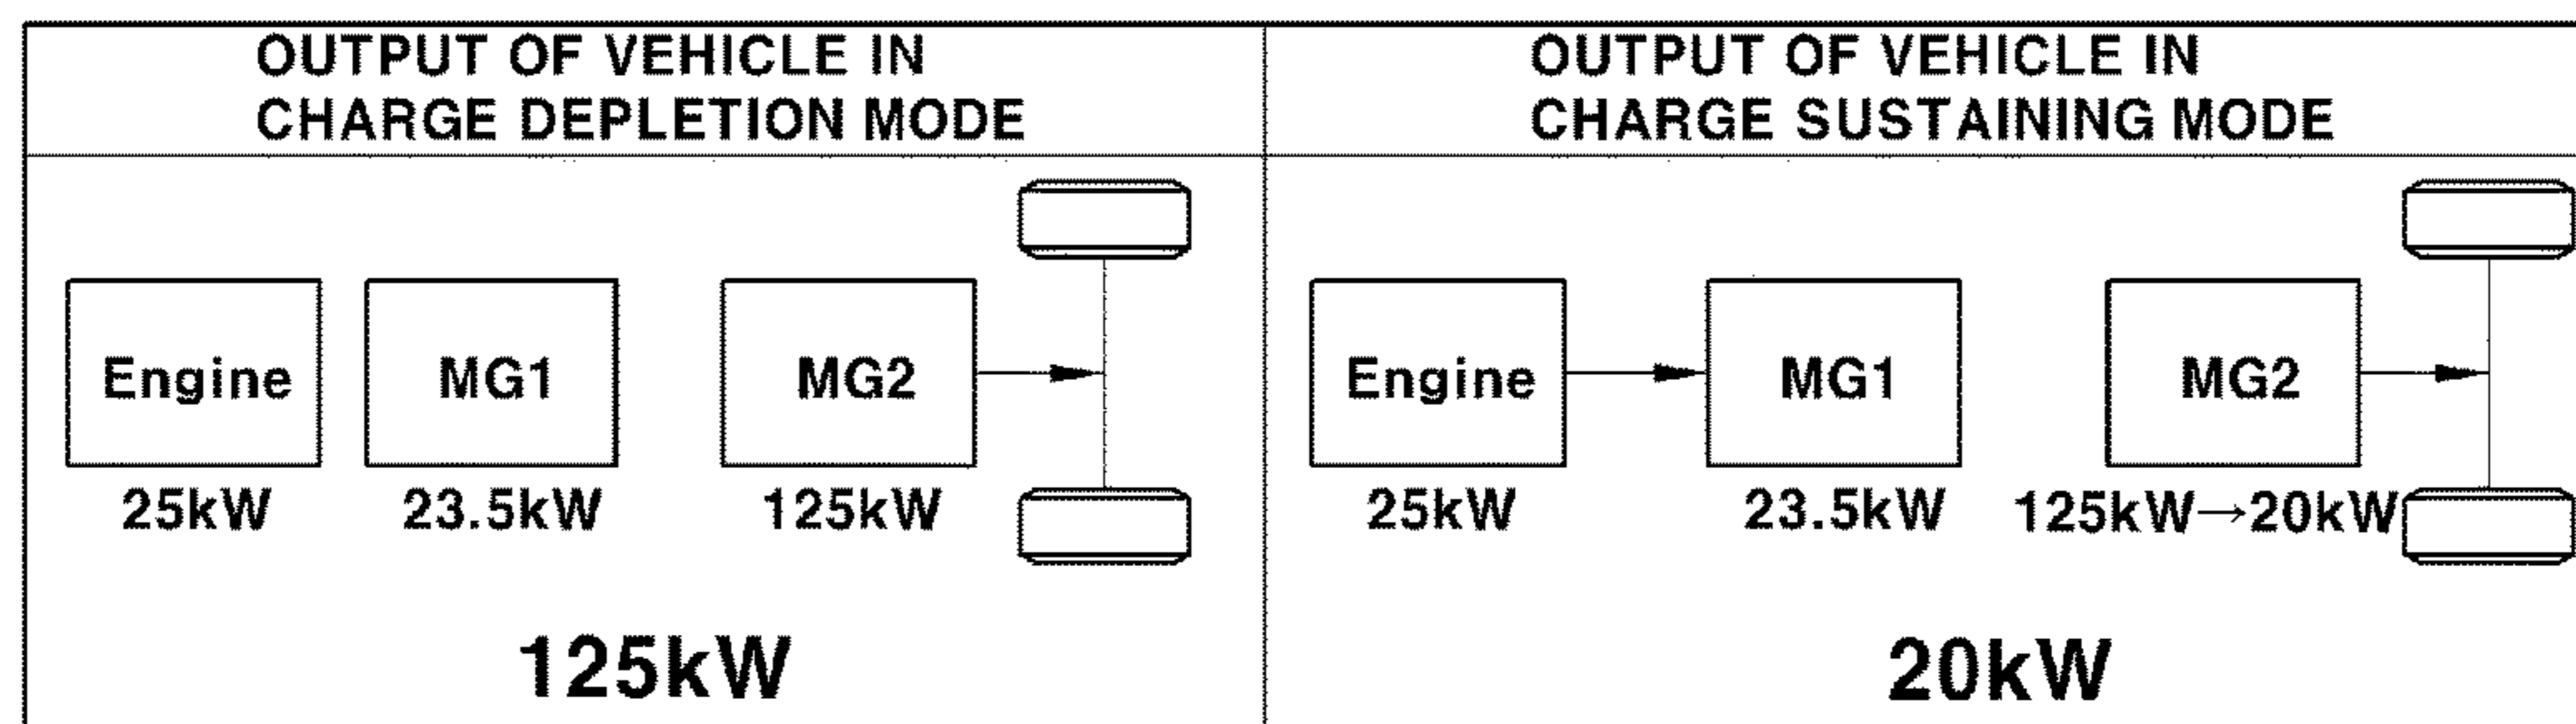 OUTPUT OF VEHICLE IN
CHARGE DEPLETION MODE
Engine
MG1
MG2
25kW
23.5kW
125kW
125kW
OUTPUT OF VEHICLE IN
CHARGE SUSTAINING MODE
Engine
MG1
MG2
25kW
23.5kW
125kW→20kW
20kW